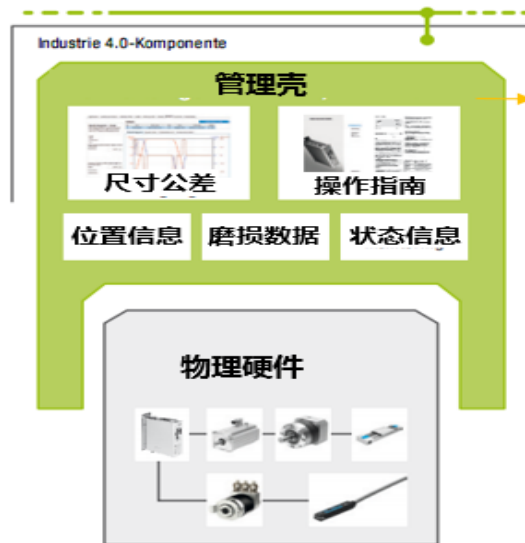 Industrie 4.0-Komponente
管理壳
尺寸公差
操作指南
位置信息
磨损数据
状态信息
物理硬件